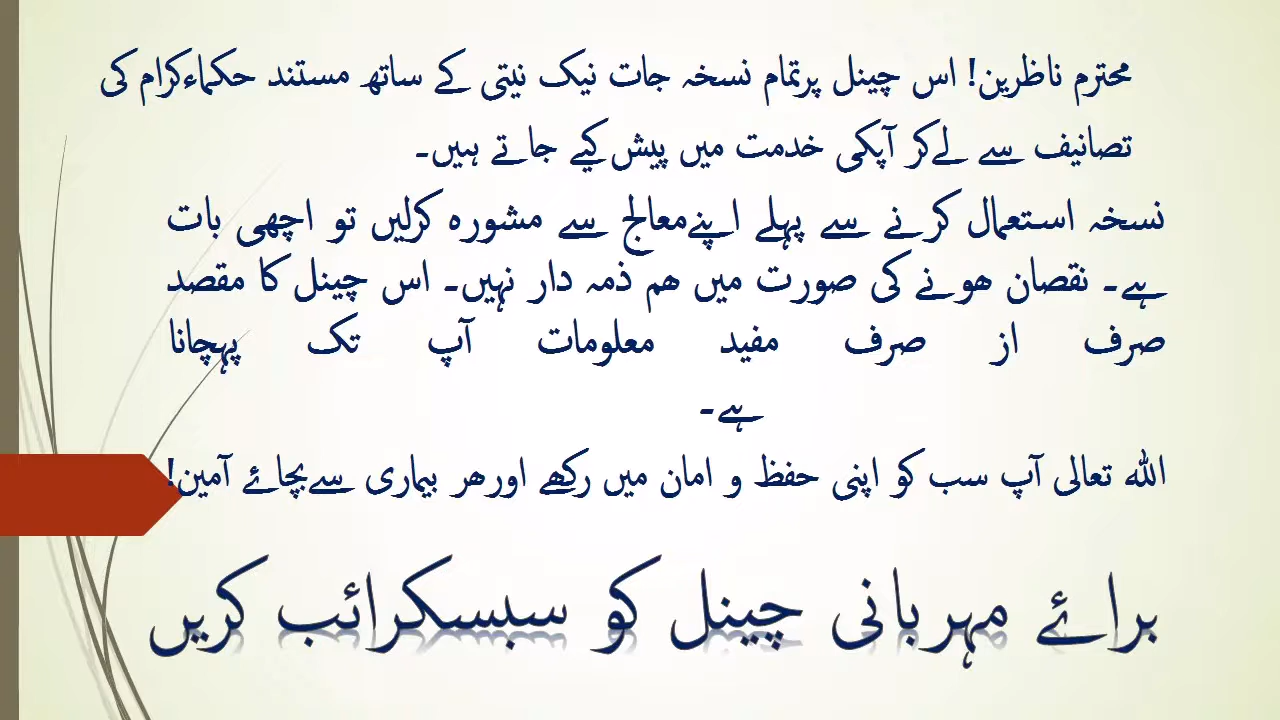 محترم ناظرین! اس چینل پرتمام نسخہ جات نیک نیتی کے ساتھ مستند حکماءکرام کی
تصانیف سے لےکر آپکی خدمت میں پیش کیے جاتے ہیں۔
نسخہ استعمال کرنے سے پہلے اپنےمعالج سے مشورہ کرلیں تو اچھی بات
ہے۔ نقصان ھونے کی صورت میں ھم ذمہ دار نہیں۔ اس چینل کا مقصد
صرف از صرف مفید معلومات آپ تک پہچانا
ہے۔
اللہ تعالی آپ سب کو اپنی حفظ و امان میں رکھے اورھر بیماری سےبچائے آمین!
برائے مہربانی چینل کو سبسکرائب کریں